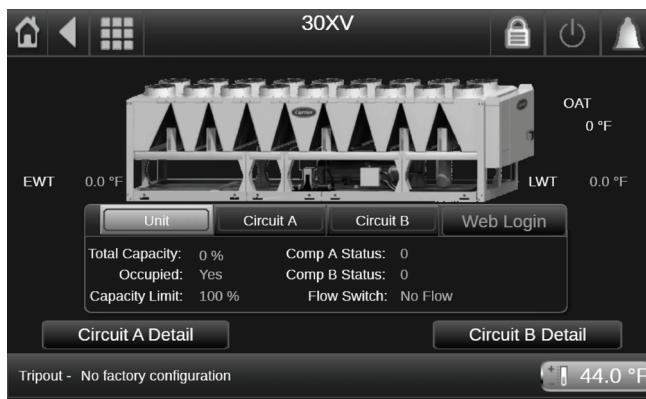 30XV
OAT
0 °F
EWT 0.0 °F
LWT 0.0 °F
Unit Circuit A Circuit B Web Login
Total Capacity: 0 % Comp A Status: 0
Occupied: Yes Comp B Status: 0
Capacity Limit: 100 % Flow Switch: No Flow
Circuit A Detail Circuit B Detail
Tripout - No factory configuration 44.0 °F